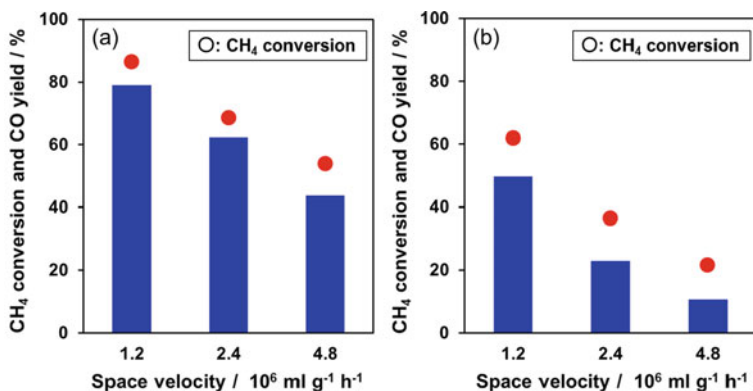 CH4 conversion and CO yield / %
100
80
60
40
20
0
(a)
O: CH4 conversion
1.2 2.4 4.8
Space velocity / 10⁶ ml g⁻¹ h⁻¹
CH4 conversion and CO yield / %
100
80
60
40
20
0
(b)
O: CH4 conversion
1.2 2.4 4.8
Space velocity / 10⁶ ml g⁻¹ h⁻¹